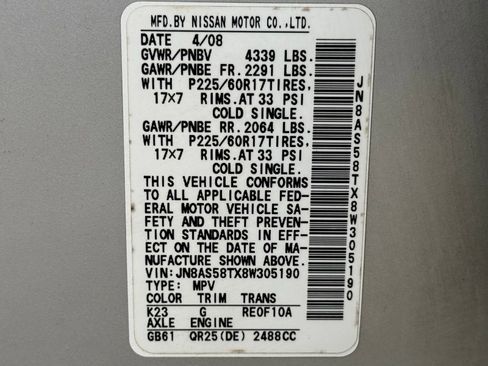 MFD.BY NISSAN MOTOR CO.,LTD.
DATE 4/08
GVWR/PNBV 4339 LBS.
GAWR/PNBE FR. 2291 LBS.
WITH P225/60R17TIRES,
17×7 RIMS.AT 33 PSI
COLD SINGLE.
GAWR/PNBE RR. 2064 LBS.
WITH P225/60R17TIRES,
17×7 RIMS.AT 33 PSI
COLD SINGLE.
THIS VEHICLE CONFORMS
TO ALL APPLICABLE FED-
ERAL MOTOR VEHICLE SA-
FETY AND THEFT PREVEN-
TION STANDARDS IN EFF-
ECT ON THE DATE OF MA-
NUFACTURE SHOWN ABOVE.
VIN:JN8AS58TX8W305190
TYPE: MPV
COLOR TRIM TRANS
K23 G RE0F10A
AXLE ENGINE
GB61 QR25(DE) 2488CC
JN8AS58TX8W305190